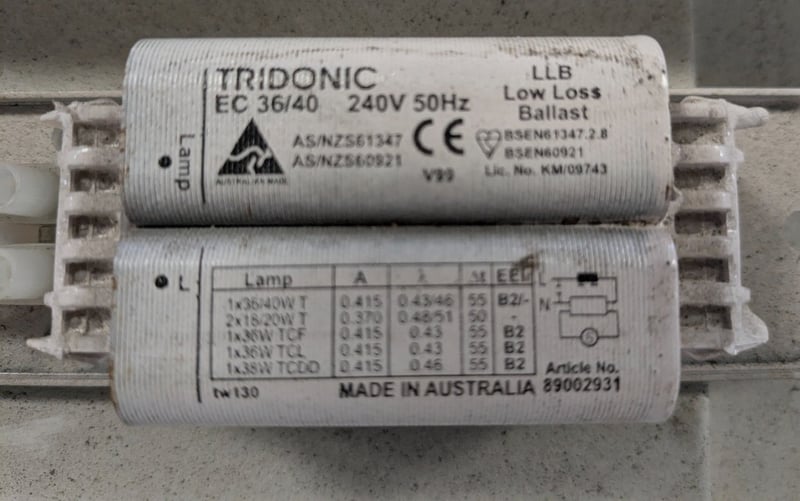 TRIDONIC
EC 36/40 240V 50Hz
LLB
Low Loss
Ballast
Lamp
AUSTRALIAN MADE
AS/NZS61347
AS/NZS60921
CE
V99
BSEN61347.2.8
BSEN60921
Lic. No. KM/09743
L
Lamp A λ Δt EEI
1x36/40W T 0.415 0.43/46 55 B2/-
2x18/20W T 0.370 0.48/51 50 -
1x36W TCF 0.415 0.43 55 B2
1x36W TCL 0.415 0.43 55 B2
1x38W TCDD 0.415 0.46 55 B2
L
N
S
Article No.
tw130 MADE IN AUSTRALIA 89002931